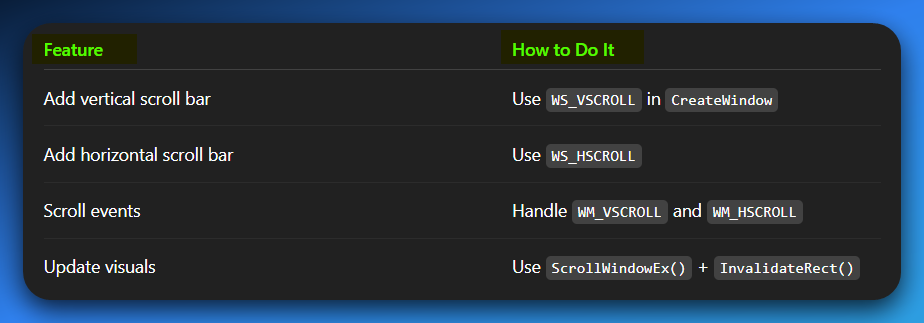 Feature How to Do It
Add vertical scroll bar Use WS_VSCROLL in CreateWindow
Add horizontal scroll bar Use WS_HSCROLL
Scroll events Handle WM_VSCROLL and WM_HSCROLL
Update visuals Use ScrollWindowEx() + InvalidateRect()